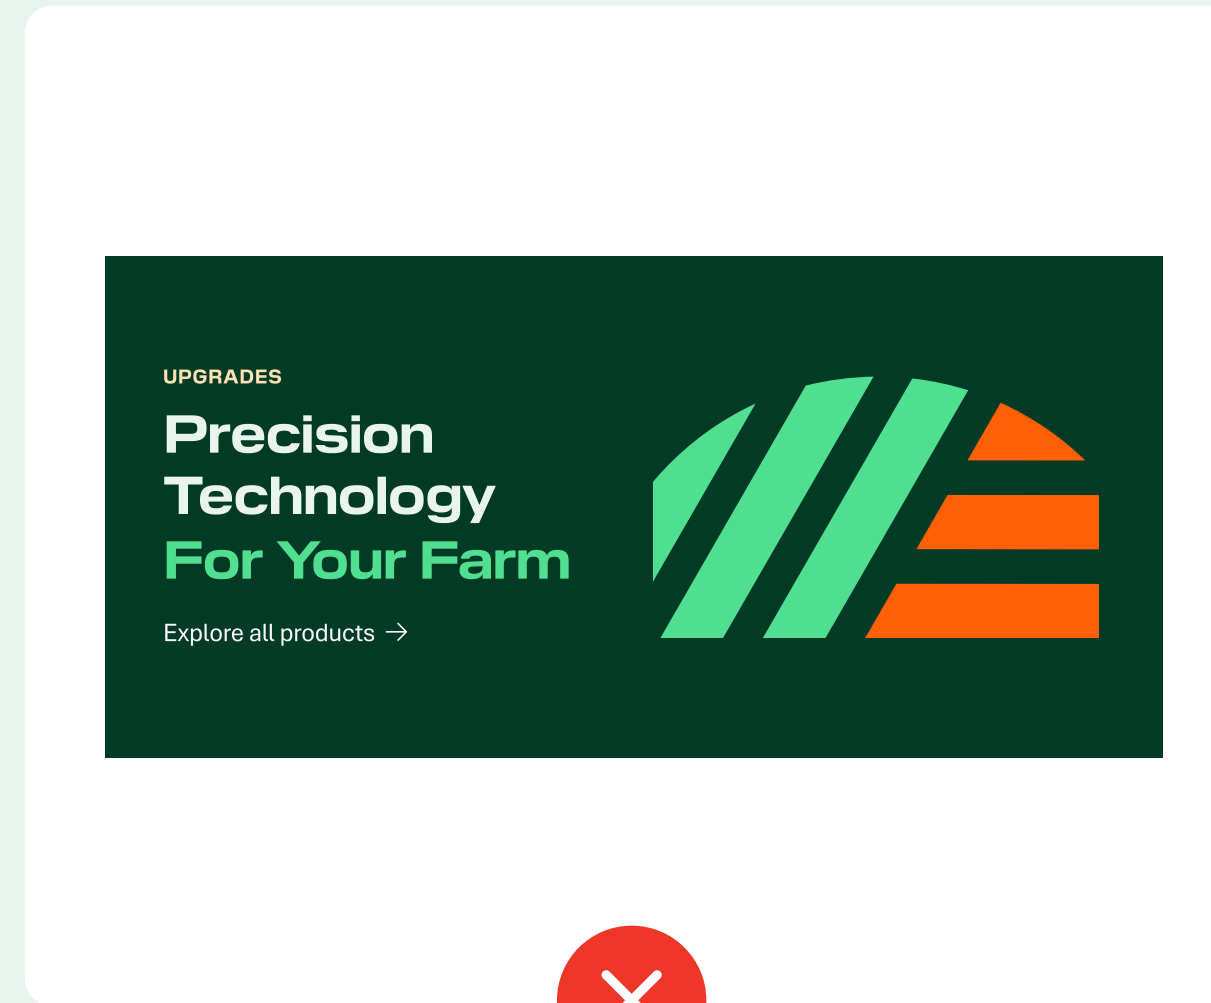 UPGRADES
Precision
Technology
For Your Farm
Explore all products →